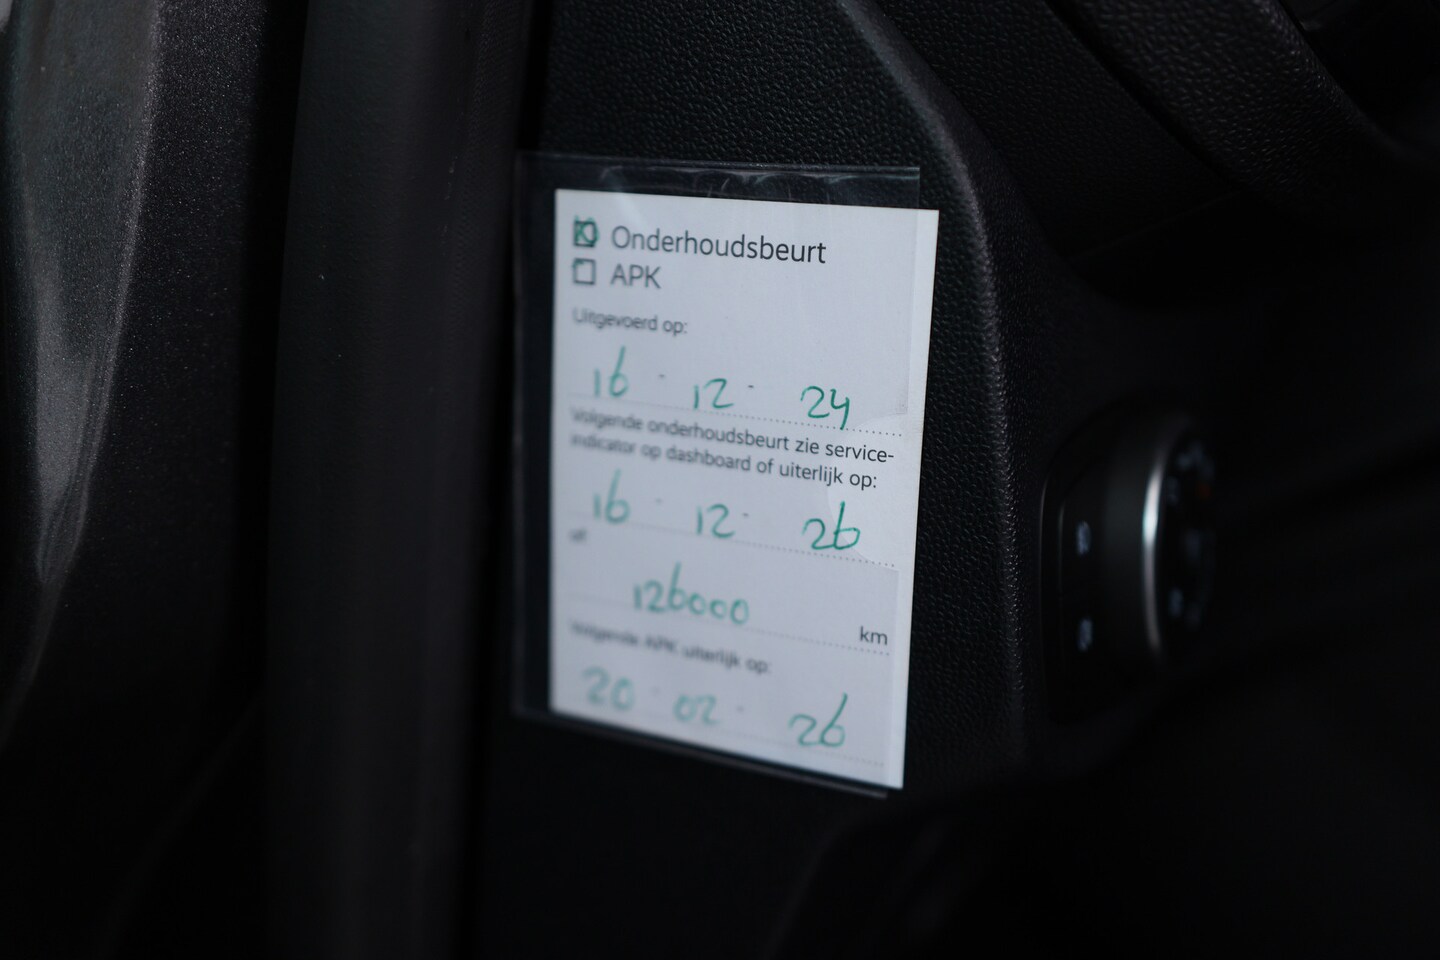 Onderhoudsbeurt
APK
Uitgevoerd op:
16 - 12 - 24
Volgende onderhoudsbeurt zie service-
indicator op dashboard of uiterlijk op:
16 - 12 - 26
of
126000 km
Volgende APK uiterlijk op:
20 - 02 - 26